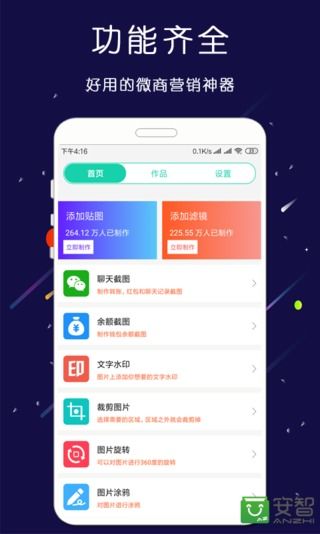 功能齐全
好用的微商营销神器
下午4:16
0.1K/s
首页
作品
设置
添加贴图
264.12 万人已制作
立即制作
添加滤镜
225.55 万人已制作
立即制作
聊天截图
制作转账，红包和聊天记录截图
余额截图
制作钱包余额截图
文字水印
图片上添加你想要的文字水印
裁剪图片
选择需要的区域，区域之外就会裁剪掉
图片旋转
可以对图片进行360度的旋转
图片涂鸦
对图片进行涂鸦
安智
ANZHI